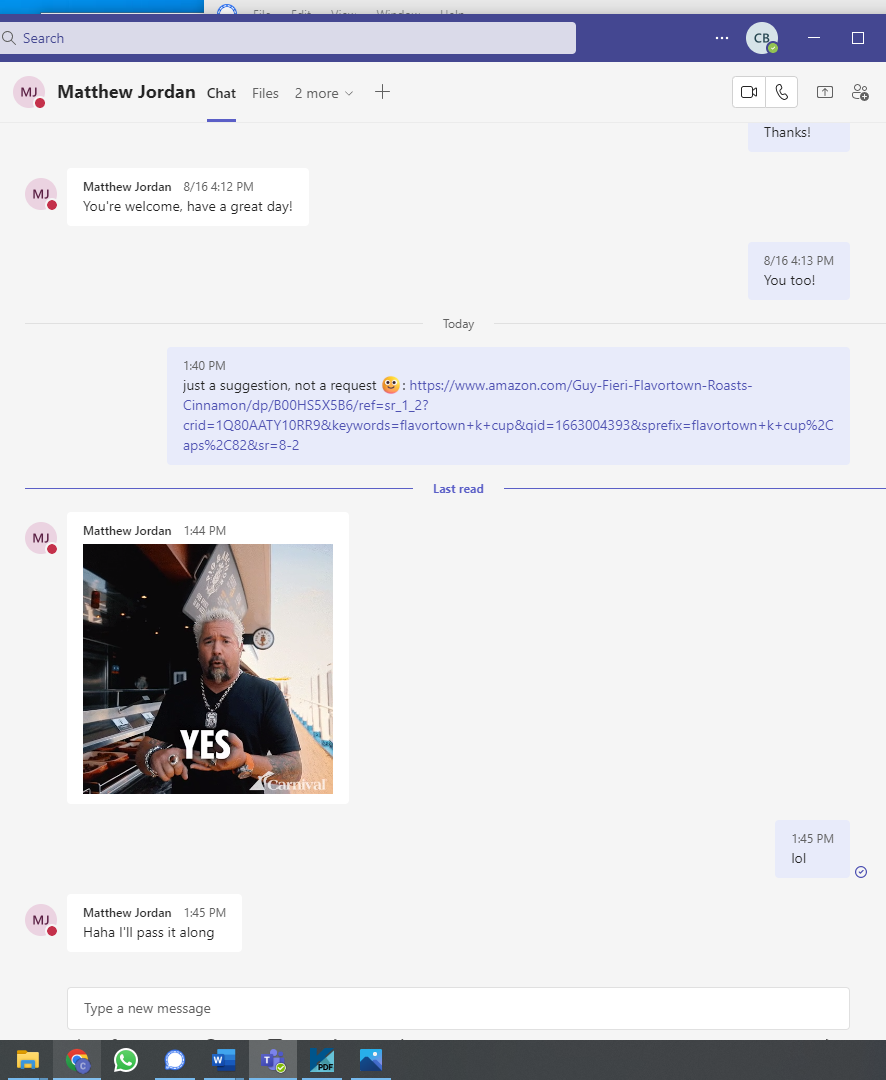 File Edit View Window Help
Search
CB
MJ
Matthew Jordan
Chat
Files
2 more
Thanks!
MJ
Matthew Jordan 8/16 4:12 PM
You're welcome, have a great day!
8/16 4:13 PM
You too!
Today
1:40 PM
just a suggestion, not a request : https://www.amazon.com/Guy-Fieri-Flavortown-Roasts-
Cinnamon/dp/B00HS5X5B6/ref=sr_1_2?
crid=1Q80AATY10RR9&keywords=flavortown+k+cup&qid=1663004393&sprefix=flavortown+k+cup%2C
aps%2C82&sr=8-2
Last read
MJ
Matthew Jordan 1:44 PM
YES
Carnival
1:45 PM
lol
MJ
Matthew Jordan 1:45 PM
Haha I'll pass it along
Type a new message
C
W
T
PDF